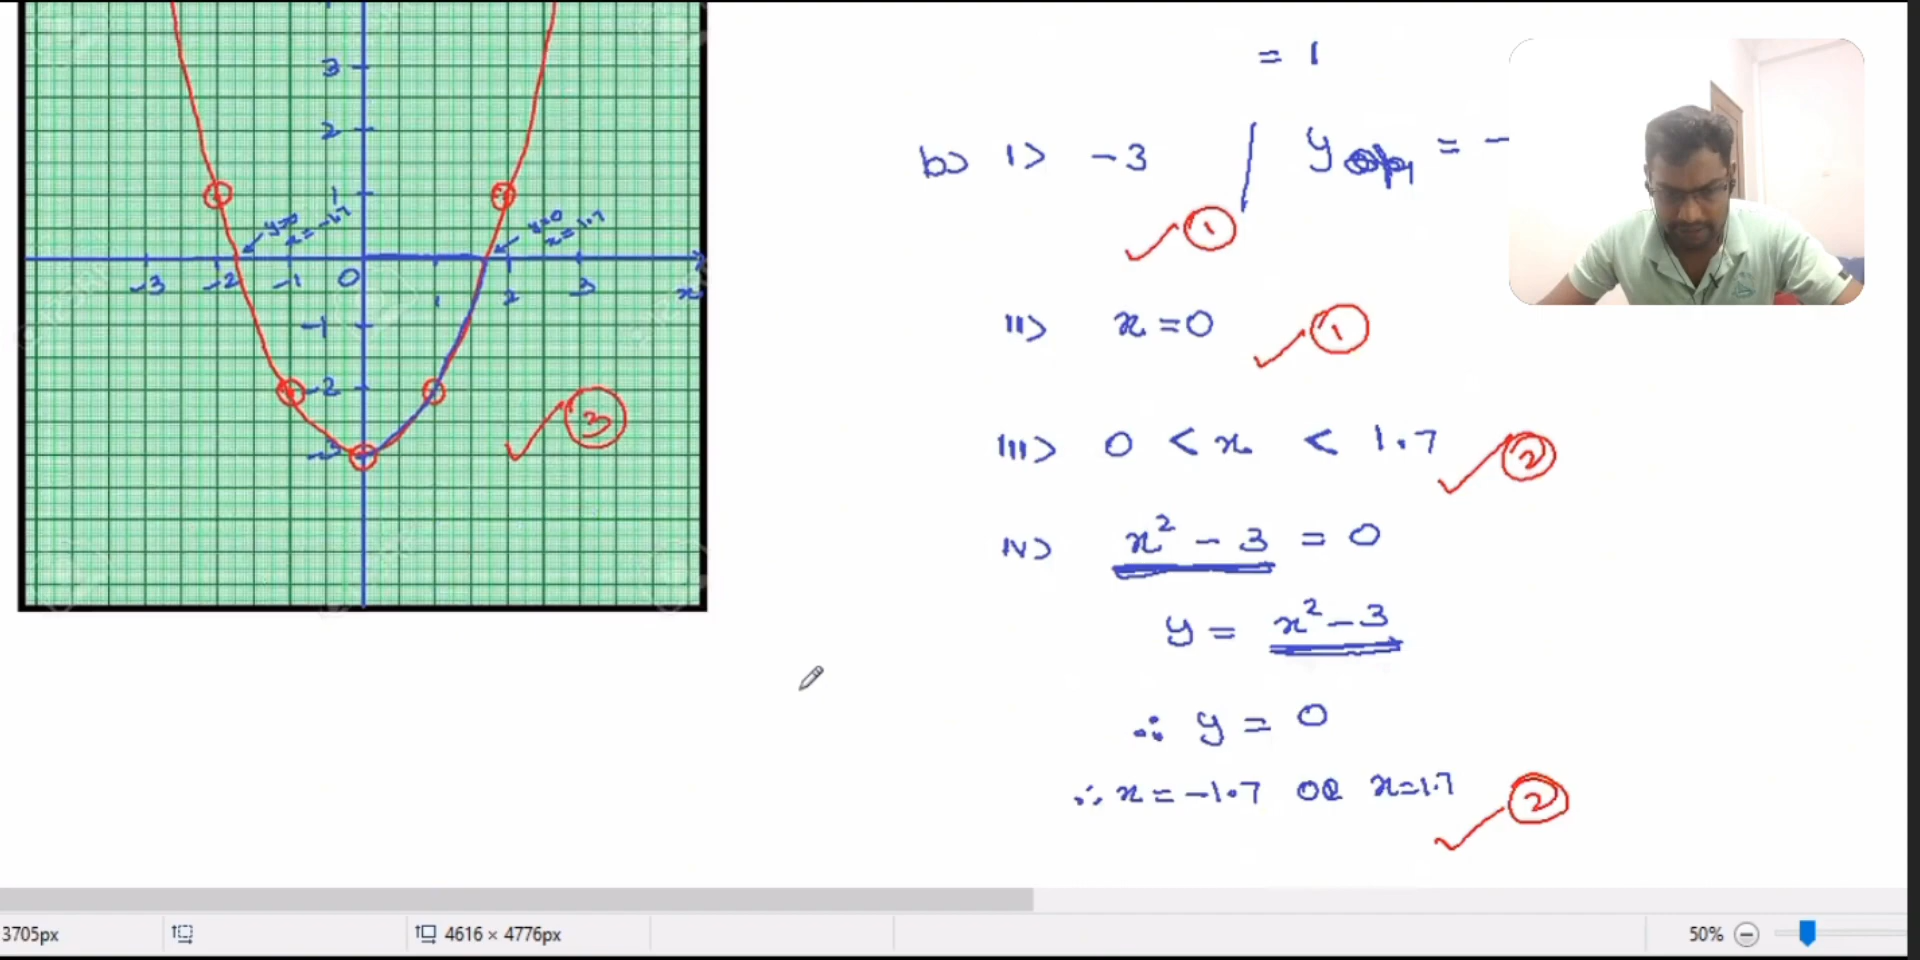 3
2
1
y=0
x=-1.7
y=0
x=1.7
-3 -2 -1 0 1 2 3
x
-1
-2
-3
3
= 1
b) i) -3 y = -
1
ii) x=0
1
iii) 0 < x < 1.7
2
iv) x² - 3 = 0
y = x² - 3
∴ y = 0
∴ x = -1.7 OR x=1.7
2
3705px
4616 × 4776px
50%